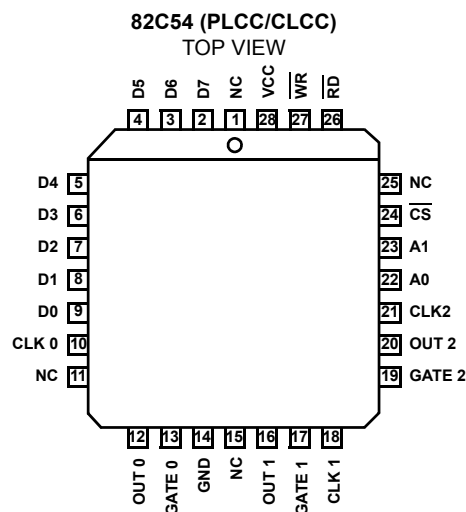 82C54 (PLCC/CLCC)
TOP VIEW
D5 D6 D7 NC VCC WR RD
4 3 2 1 28 27 26
D4 5 25 NC
D3 6 24 CS
D2 7 23 A1
D1 8 22 A0
D0 9 21 CLK2
CLK 0 10 20 OUT 2
NC 11 19 GATE 2
12 13 14 15 16 17 18
OUT 0 GATE 0 GND NC OUT 1 GATE 1 CLK 1